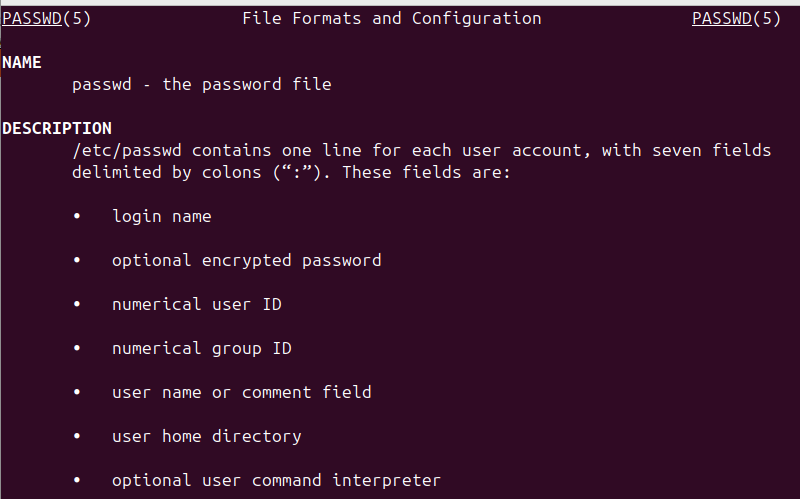 PASSWD(5) File Formats and Configuration PASSWD(5)
NAME
passwd - the password file
DESCRIPTION
/etc/passwd contains one line for each user account, with seven fields
delimited by colons (“:”). These fields are:
• login name
• optional encrypted password
• numerical user ID
• numerical group ID
• user name or comment field
• user home directory
• optional user command interpreter